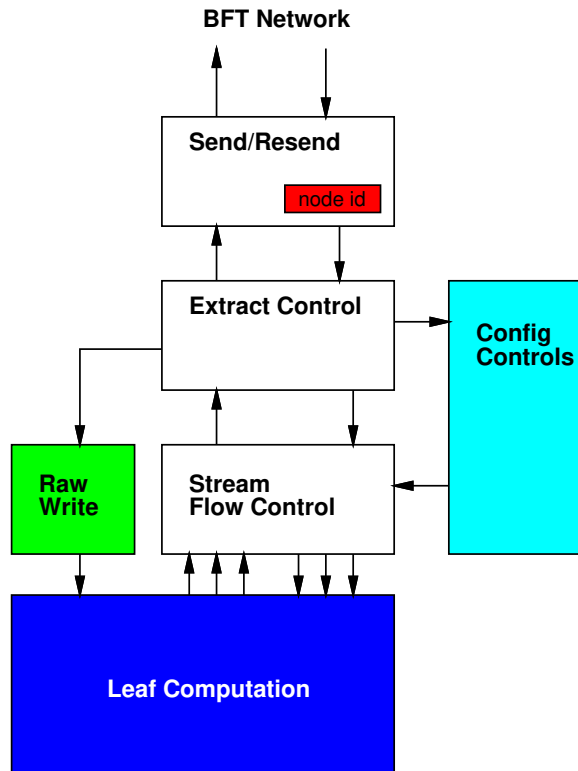 BFT Network
Send/Resend
node id
Extract Control
Config
Controls
Raw
Write
Stream
Flow Control
Leaf Computation